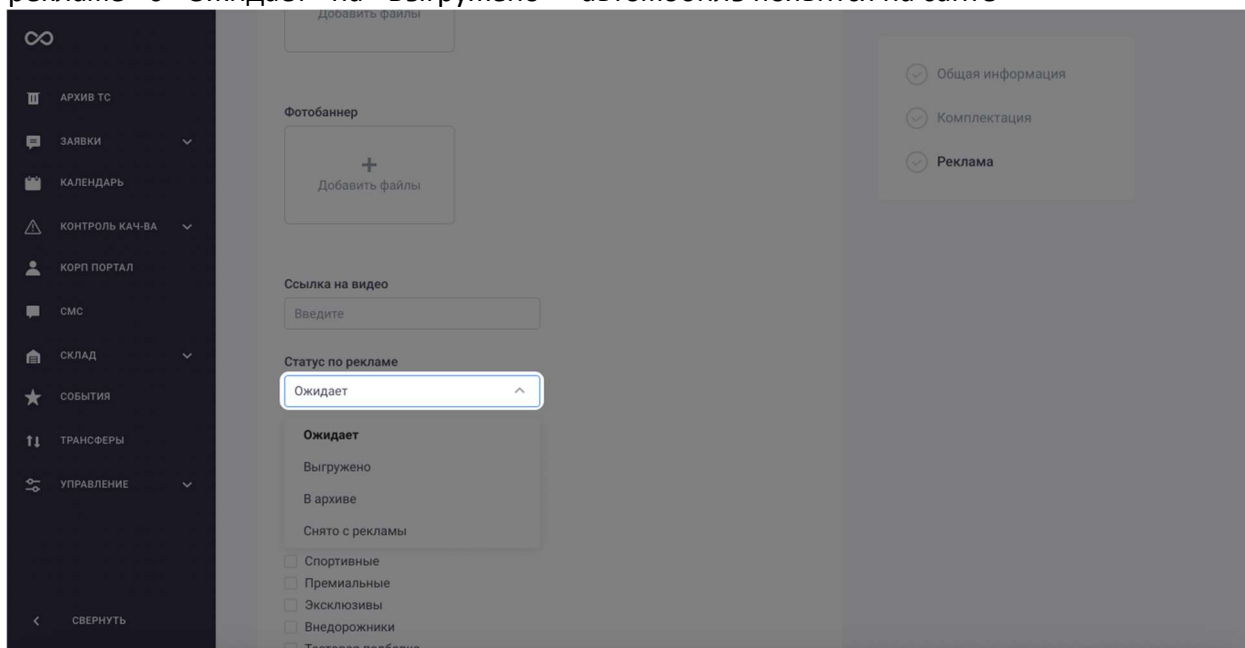 рекламе" с "Ожидает" на "Выгружено" – автомобиль появится на сайте
Добавить файлы
АРХИВ ТС
ЗАЯВКИ
КАЛЕНДАРЬ
КОНТРОЛЬ КАЧ-ВА
КОРП ПОРТАЛ
СМС
СКЛАД
СОБЫТИЯ
ТРАНСФЕРЫ
УПРАВЛЕНИЕ
СВЕРНУТЬ
Фотобаннер
Добавить файлы
Ссылка на видео
Введите
Статус по рекламе
Ожидает
Ожидает
Выгружено
В архиве
Снято с рекламы
Спортивные
Премиальные
Эксклюзивы
Внедорожники
Тестовая подборка
Общая информация
Комплектация
Реклама